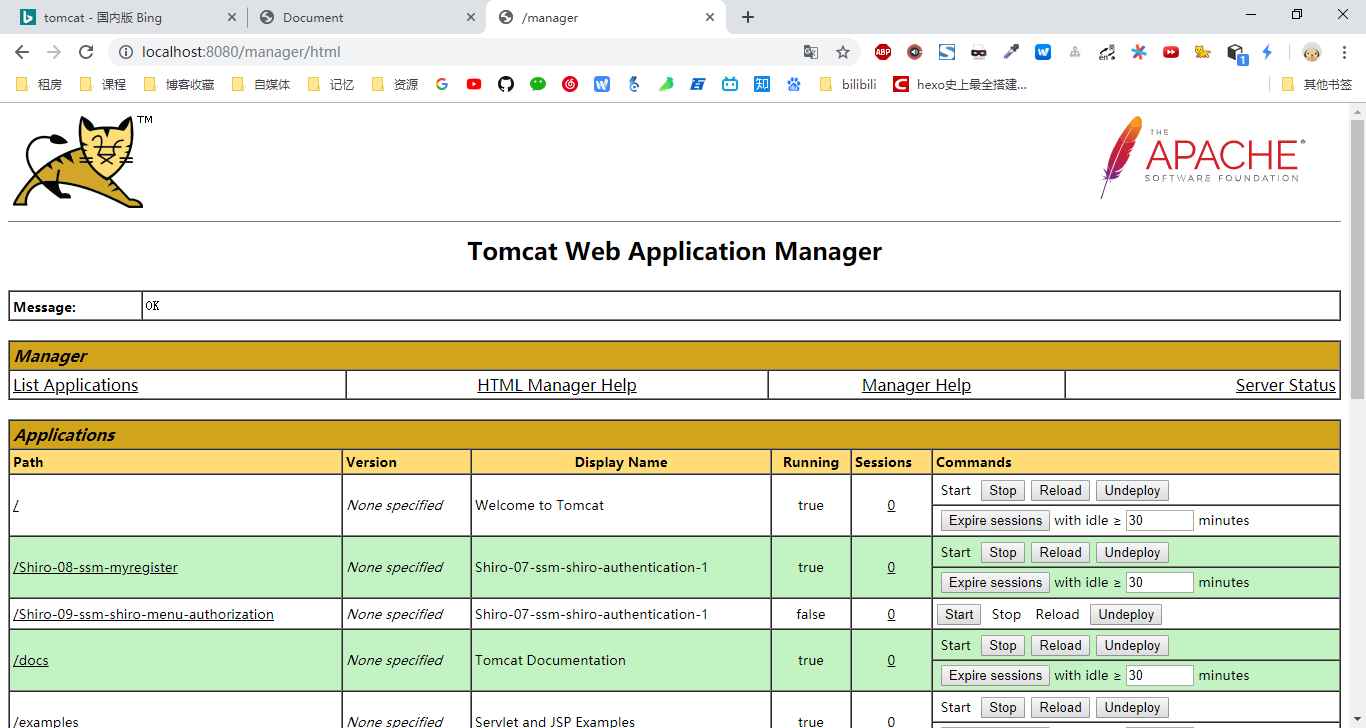 tomcat - 国内版 Bing
Document
/manager
localhost:8080/manager/html
租房 课程 博客收藏 自媒体 记忆 资源 bilibili hexo史上最全搭建... 其他书签
TM
THE
APACHE
SOFTWARE FOUNDATION
Tomcat Web Application Manager
Message: OK
Manager
List Applications HTML Manager Help Manager Help Server Status
Applications
Path Version Display Name Running Sessions Commands
/ None specified Welcome to Tomcat true 0 Start Stop Reload Undeploy
Expire sessions with idle ≥ 30 minutes
/Shiro-08-ssm-myregister None specified Shiro-07-ssm-shiro-authentication-1 true 0 Start Stop Reload Undeploy
Expire sessions with idle ≥ 30 minutes
/Shiro-09-ssm-shiro-menu-authorization None specified Shiro-07-ssm-shiro-authentication-1 false 0 Start Stop Reload Undeploy
/docs None specified Tomcat Documentation true 0 Start Stop Reload Undeploy
Expire sessions with idle ≥ 30 minutes
/examples None specified Servlet and JSP Examples true 0 Start Stop Reload Undeploy